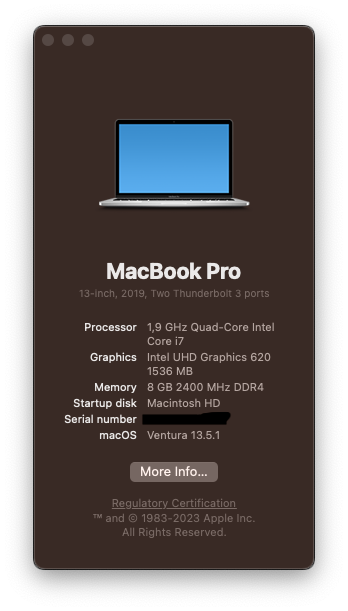 MacBook Pro
13-inch, 2019, Two Thunderbolt 3 ports
Processor 1,9 GHz Quad-Core Intel
Core i7
Graphics Intel UHD Graphics 620
1536 MB
Memory 8 GB 2400 MHz DDR4
Startup disk Macintosh HD
Serial number
macOS Ventura 13.5.1
More Info...
Regulatory Certification
™ and © 1983-2023 Apple Inc.
All Rights Reserved.